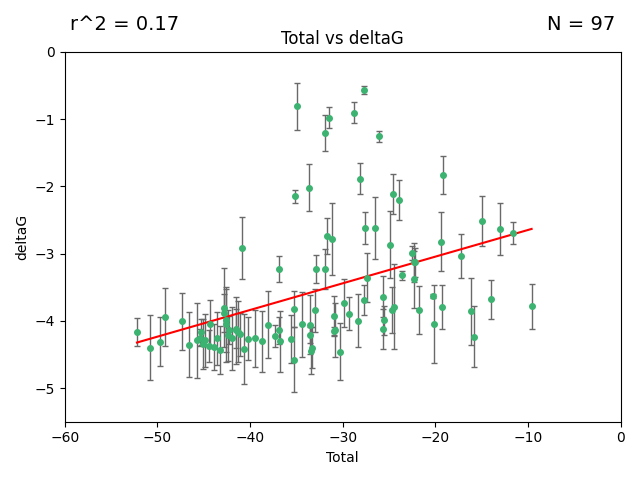 r^2 = 0.17
N = 97
Total vs deltaG
0
−1
−2
−3
−4
−5
deltaG
−60
−50
−40
−30
−20
−10
0
Total